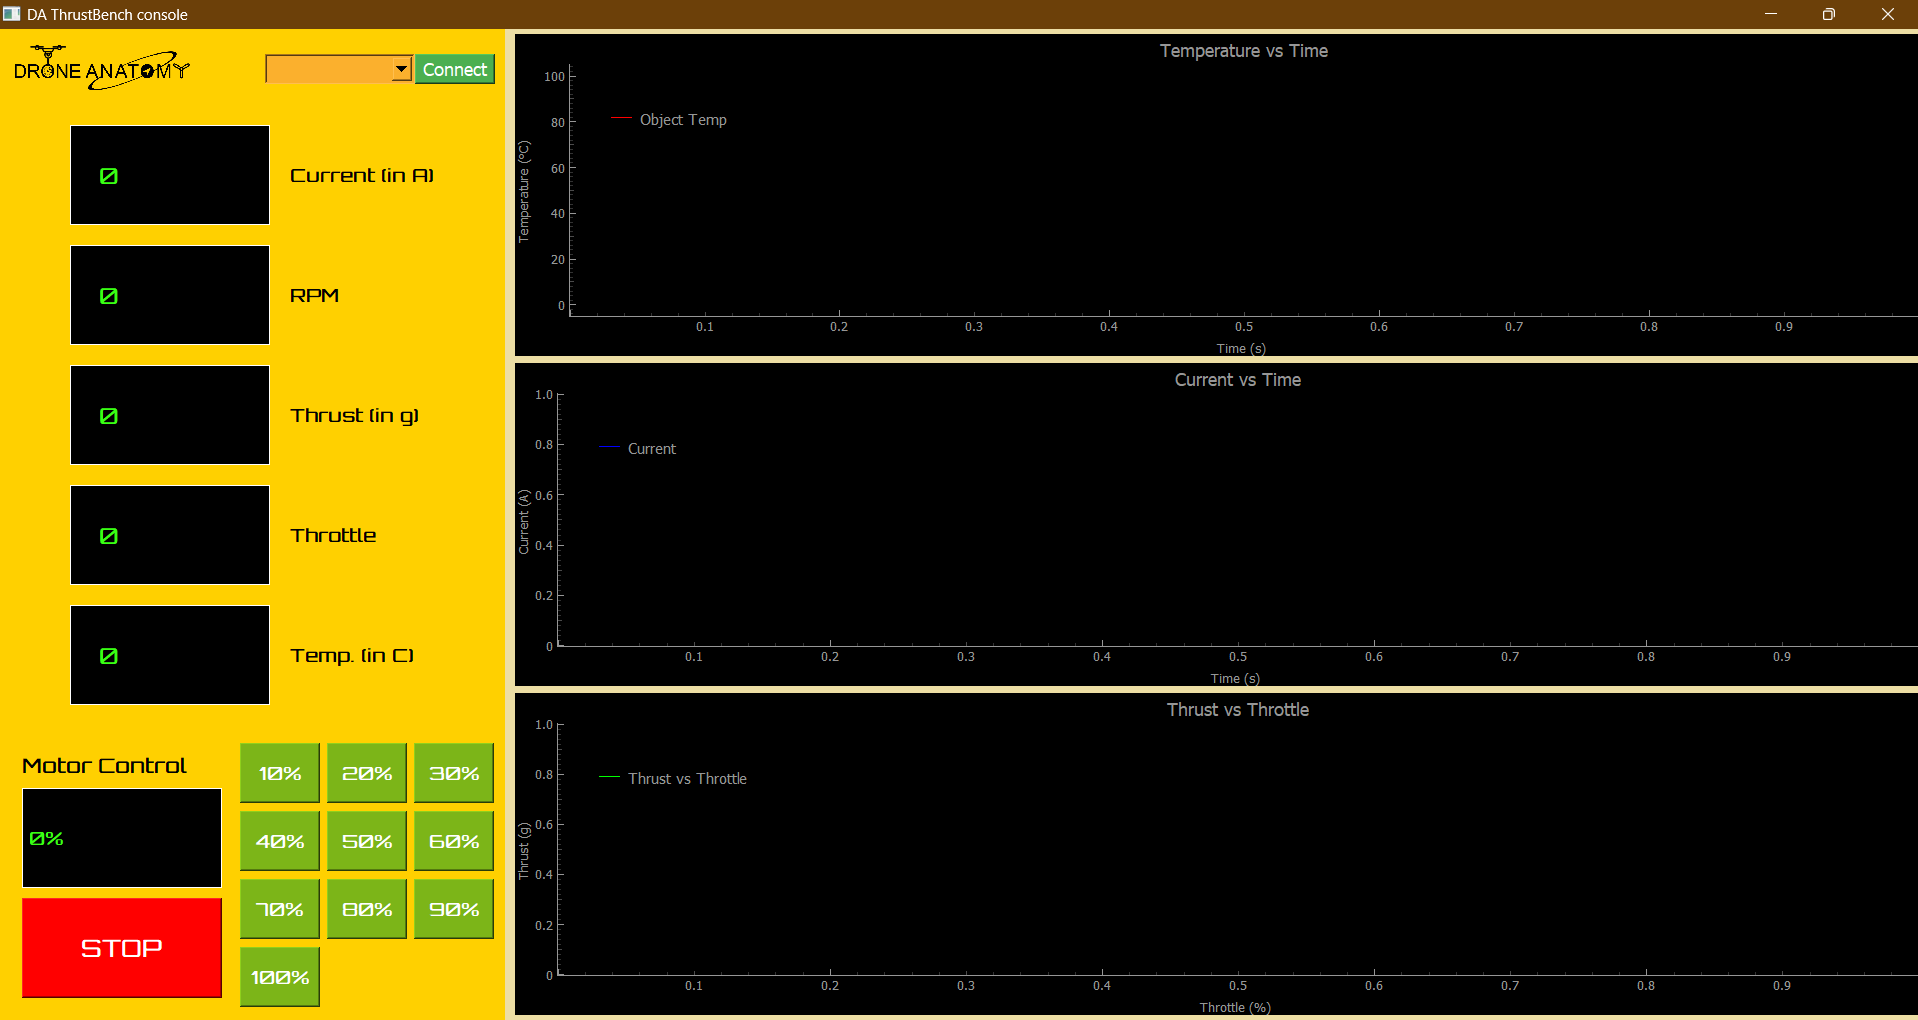 DA ThrustBench console
DRONE ANATOMY
Connect
0
Current (in A)
0
RPM
0
Thrust (in g)
0
Throttle
0
Temp. (in C)
Motor Control
0%
STOP
10% 20% 30%
40% 50% 60%
70% 80% 90%
100%
Temperature vs Time
Object Temp
Temperature (°C)
100
80
60
40
20
0
0.1 0.2 0.3 0.4 0.5 0.6 0.7 0.8 0.9
Time (s)
Current vs Time
Current
Current (A)
1.0
0.8
0.6
0.4
0.2
0
0.1 0.2 0.3 0.4 0.5 0.6 0.7 0.8 0.9
Time (s)
Thrust vs Throttle
Thrust vs Throttle
Thrust (g)
1.0
0.8
0.6
0.4
0.2
0
0.1 0.2 0.3 0.4 0.5 0.6 0.7 0.8 0.9
Throttle (%)